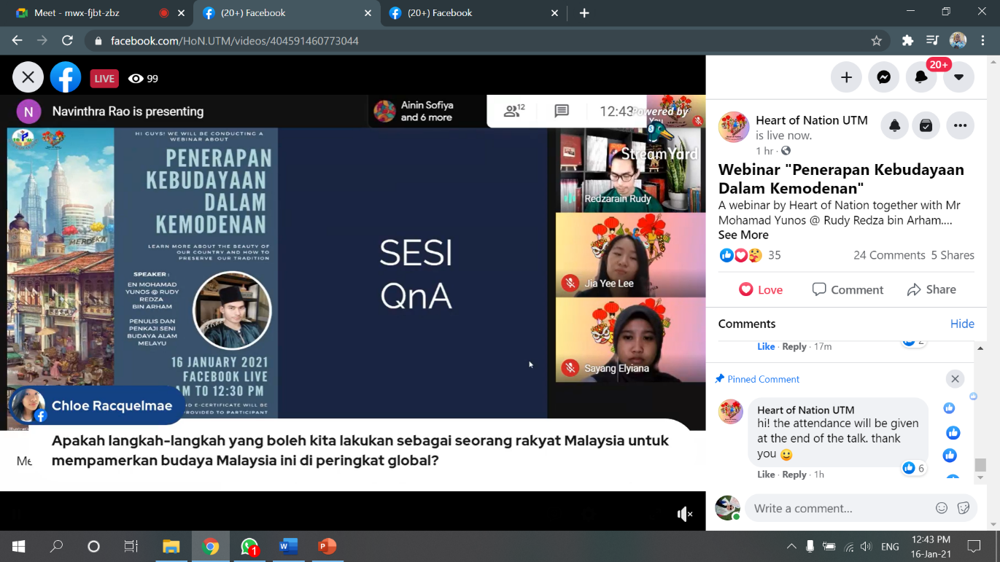 Meet - mwx-fjbt-zbz
(20+) Facebook
(20+) Facebook
facebook.com/HoN.UTM/videos/404591460773044
LIVE
99
N
Navinthra Rao is presenting
Ainin Sofiya
and 6 more
12
12:43
Powered by
You
StreamYard
HI GUYS! WE WILL BE CONDUCTING A
WEBINAR ABOUT
PENERAPAN
KEBUDAYAAN
DALAM
KEMODENAN
LEARN MORE ABOUT THE BEAUTY OF
OUR COUNTRY AND HOW TO
PRESERVE OUR TRADITION
SPEAKER :
EN MOHAMAD
YUNOS @ RUDY
REDZA
BIN ARHAM
PENULIS DAN
PENKAJI SENI
BUDAYA ALAM
MELAYU
16 JANUARY 2021
FACEBOOK LIVE
AM TO 12:30 PM
ND E-CERTIFICATE WILL BE
PROVIDED TO PARTICIPANT
MERDEKA
SESI
QnA
Redzarain Rudy
Jia Yee Lee
Sayang Elyiana
Chloe Racquelmae
Apakah langkah-langkah yang boleh kita lakukan sebagai seorang rakyat Malaysia untuk
mempamerkan budaya Malaysia ini di peringkat global?
20+
Heart of Nation UTM
is live now.
1 hr ·
Webinar "Penerapan Kebudayaan
Dalam Kemodenan"
A webinar by Heart of Nation together with Mr
Mohamad Yunos @ Rudy Redza bin Arham....
See More
35
24 Comments 5 Shares
Love
Comment
Share
Comments
Hide
Like · Reply · 17m
2
Pinned Comment
Heart of Nation UTM
hi! the attendance will be given
at the end of the talk. thank
you
6
Like · Reply · 1h
Write a comment...
1
ENG
12:43 PM
16-Jan-21